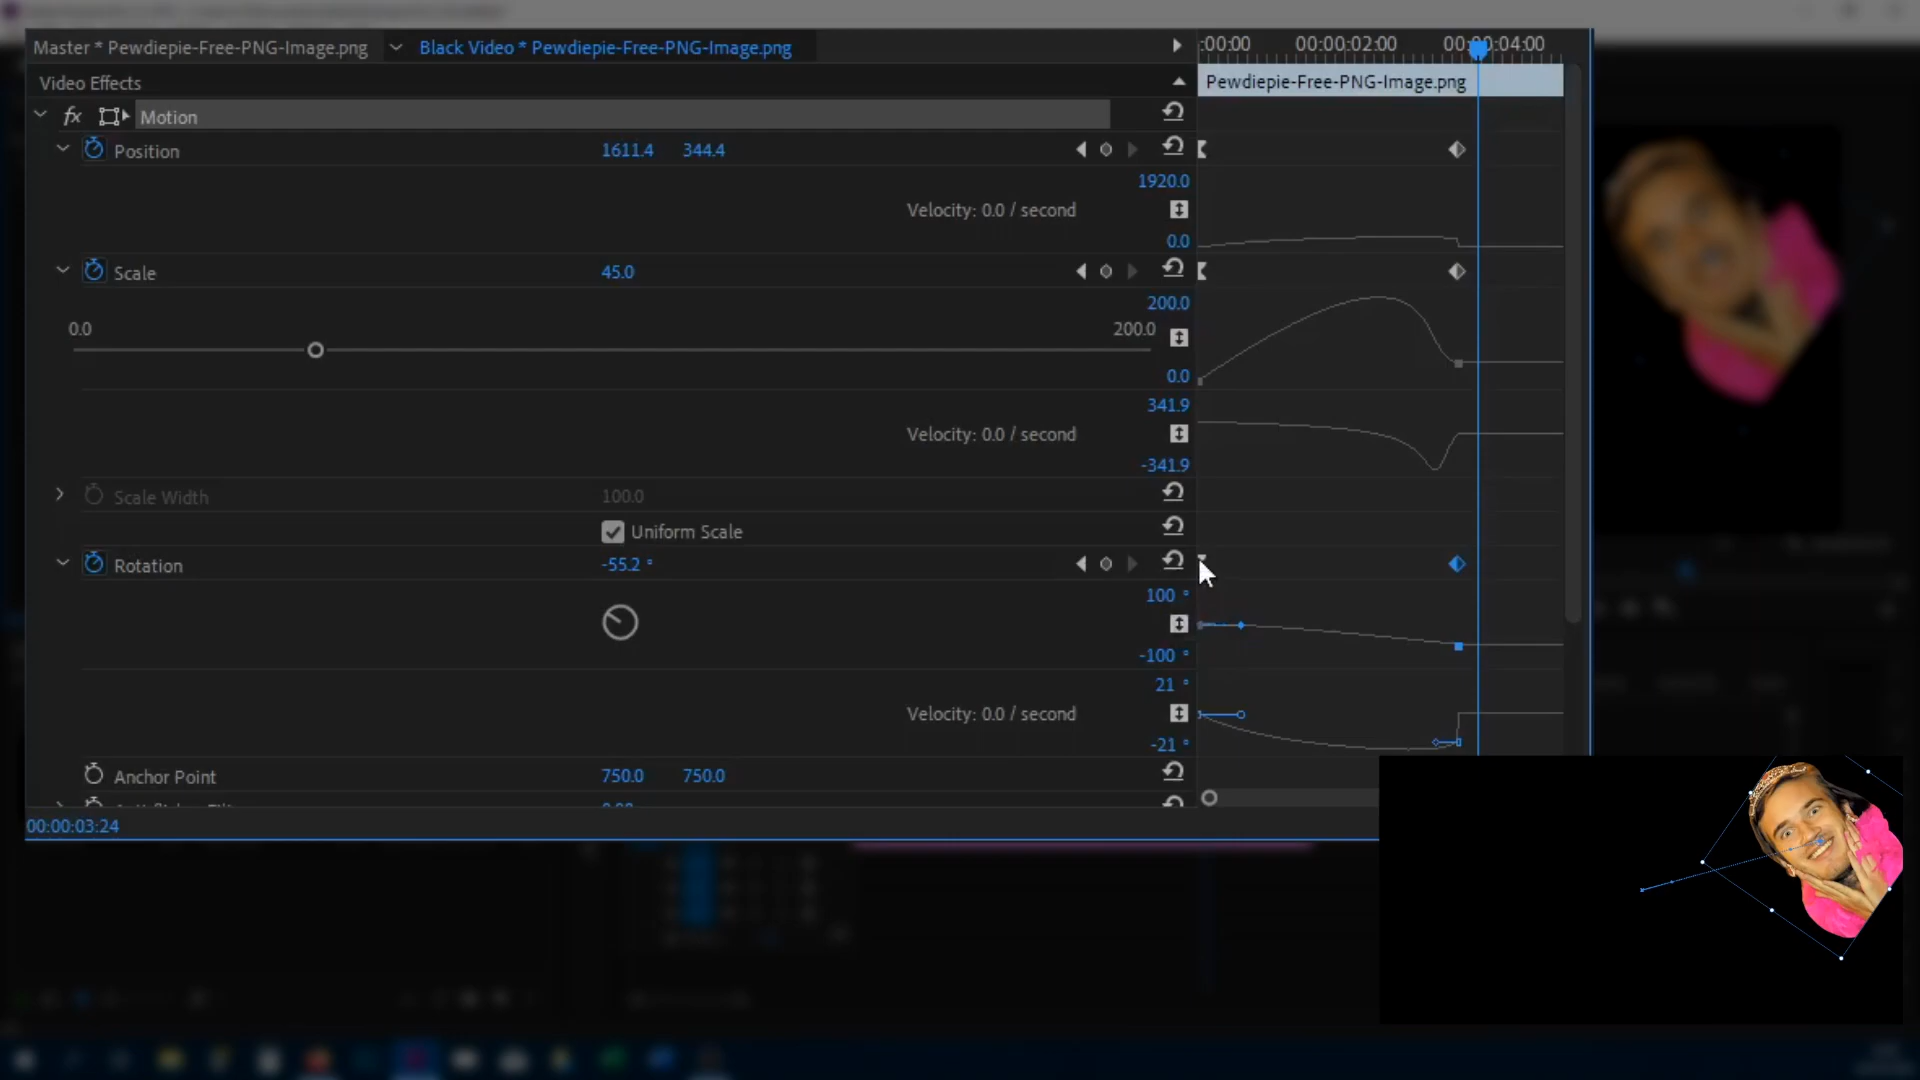 Master * Pewdiepie-Free-PNG-Image.png
Black Video * Pewdiepie-Free-PNG-Image.png
:00:00
00:00:02:00
00:00:04:00
Video Effects
Pewdiepie-Free-PNG-Image.png
fx
Motion
Position
1611.4
344.4
1920.0
Velocity: 0.0 / second
0.0
Scale
45.0
200.0
0.0
200.0
0.0
341.9
Velocity: 0.0 / second
-341.9
Scale Width
100.0
Uniform Scale
Rotation
-55.2 °
100 °
-100 °
21 °
Velocity: 0.0 / second
-21 °
Anchor Point
750.0
750.0
00:00:03:24